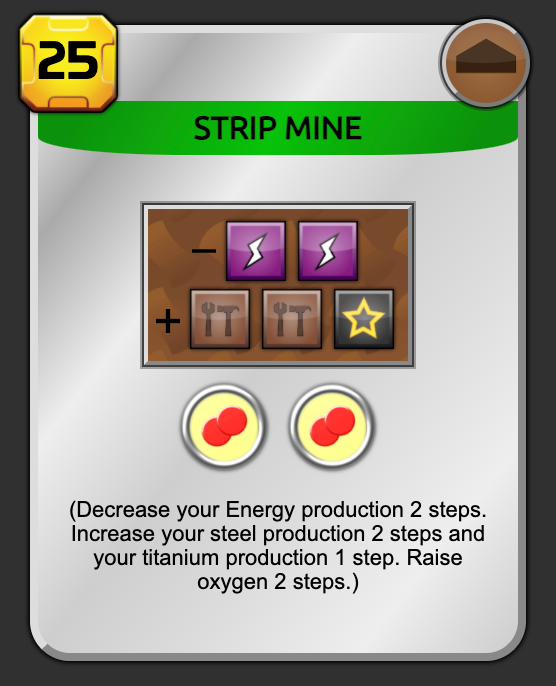 25
STRIP MINE
−
+
(Decrease your Energy production 2 steps.
Increase your steel production 2 steps and
your titanium production 1 step. Raise
oxygen 2 steps.)